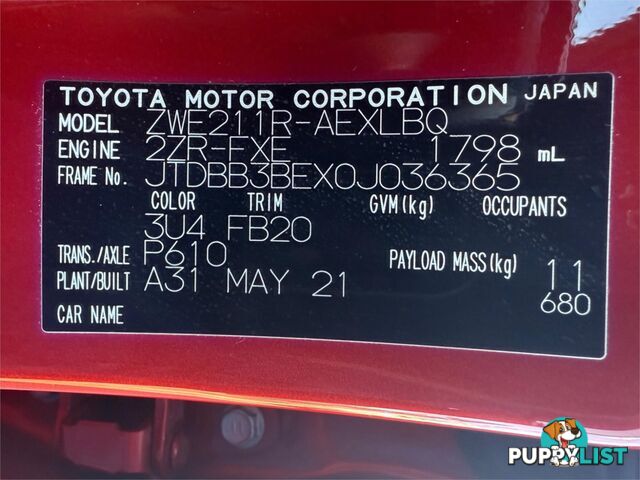 TOYOTA MOTOR CORPORATION JAPAN
MODEL ZWE211R-AEXLBQ
ENGINE 2ZR-FXE 1798 mL
FRAME No. JTDBB3BEX0J036365
COLOR TRIM GVM(kg) OCCUPANTS
3U4 FB20
TRANS./AXLE P610
PAYLOAD MASS(kg) 11
PLANT/BUILT A31 MAY 21
680
CAR NAME
PUPPYLIST